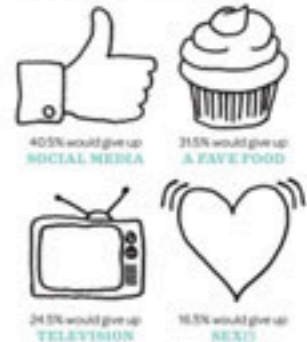 40.5% would give up
SOCIAL MEDIA
31.5% would give up
A FAVE FOOD
24.5% would give up
TELEVISION
16.5% would give up
SEX!!